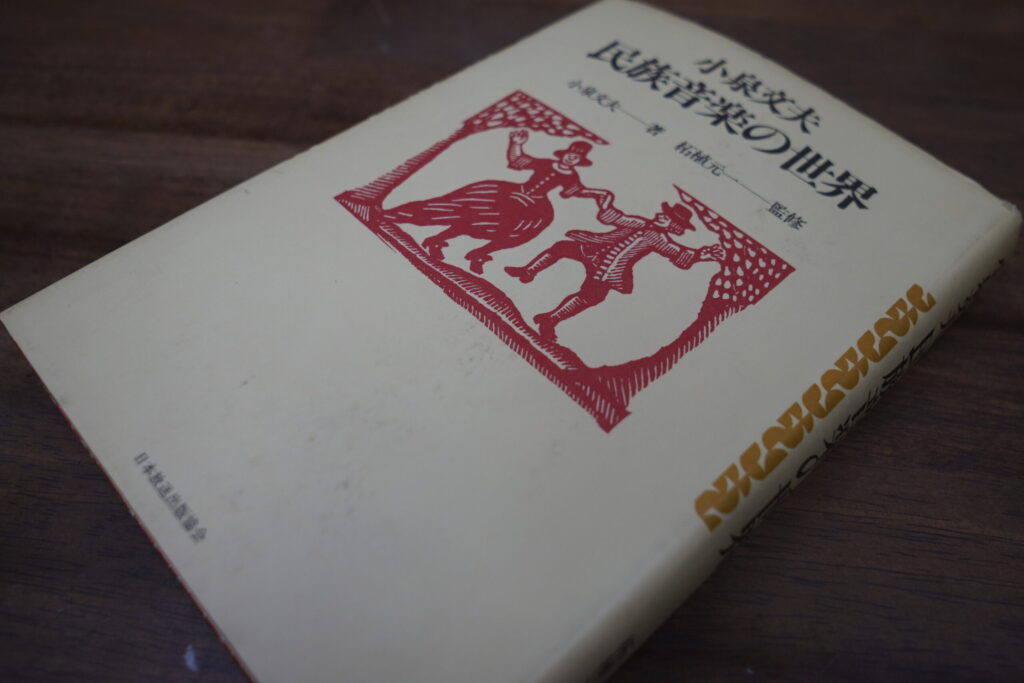 小泉文夫
民族音楽の世界
小泉文夫──著 柘植元一──監修
日本放送出版協会